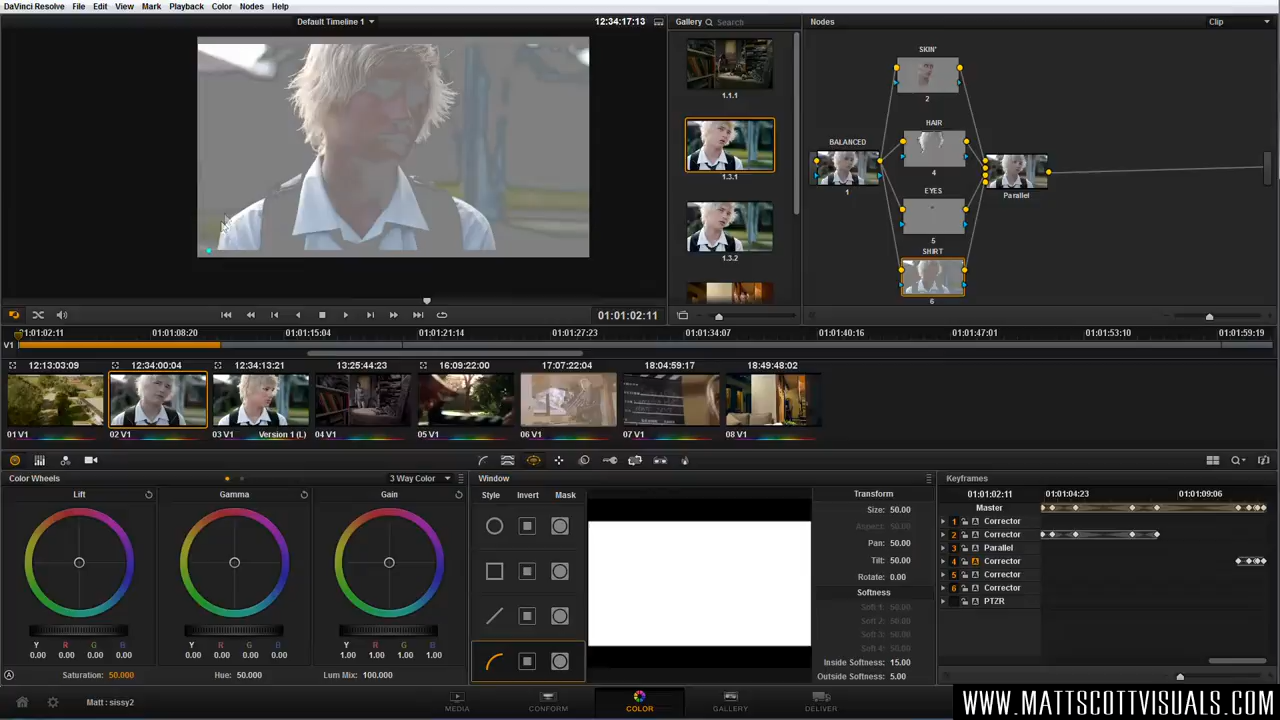 DaVinci Resolve File Edit View Mark Playback Color Nodes Help
Default Timeline 1
12:34:17:13
Gallery
Search
Nodes
Clip
1.1.1
1.3.1
1.3.2
SKIN'
2
HAIR
4
BALANCED
1
EYES
5
Parallel
SHIRT
6
01:01:02:11
01:01:02:11 01:01:08:20 01:01:15:04 01:01:21:14 01:01:27:23 01:01:34:07 01:01:40:16 01:01:47:01 01:01:53:10 01:01:59:19
V1
12:13:03:09 12:34:00:04 12:34:13:21 13:25:44:23 16:09:22:00 17:07:22:04 18:04:59:17 18:49:48:02
01 V1 02 V1 03 V1 Version 1 (L) 04 V1 05 V1 06 V1 07 V1 08 V1
Color Wheels
3 Way Color
Lift Gamma Gain
Y R G B Y R G B Y R G B
0.00 0.00 0.00 0.00 0.00 0.00 0.00 0.00 1.00 1.00 1.00 1.00
Saturation: 50.000 Hue: 50.000 Lum Mix: 100.000
Window
Style Invert Mask
Transform
Size: 50.00
Aspect: 50.00
Pan: 50.00
Tilt: 50.00
Rotate: 0.00
Softness
Soft 1: 50.00
Soft 2: 50.00
Soft 3: 50.00
Soft 4: 50.00
Inside Softness: 15.00
Outside Softness: 5.00
Keyframes
01:01:02:11 01:01:04:23 01:01:09:06
Master
1 Corrector
2 Corrector
3 Parallel
4 Corrector
5 Corrector
6 Corrector
PTZR
Matt : sissy2
MEDIA CONFORM COLOR GALLERY DELIVER
WWW.MATTSCOTTVISUALS.COM